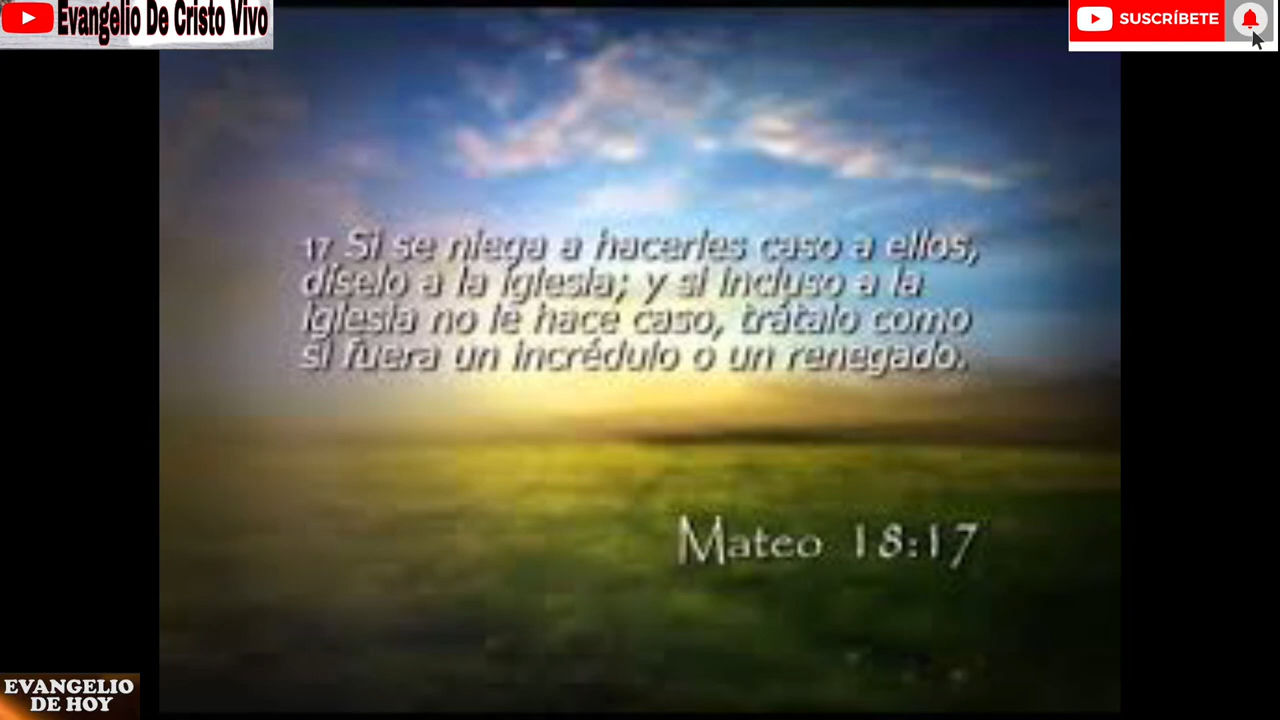 Evangelio De Cristo Vivo
SUSCRÍBETE
17 Si se niega a hacerles caso a ellos,
díselo a la iglesia; y si incluso a la
iglesia no le hace caso, trátalo como
si fuera un incrédulo o un renegado.
Mateo 18:17
EVANGELIO
DE HOY